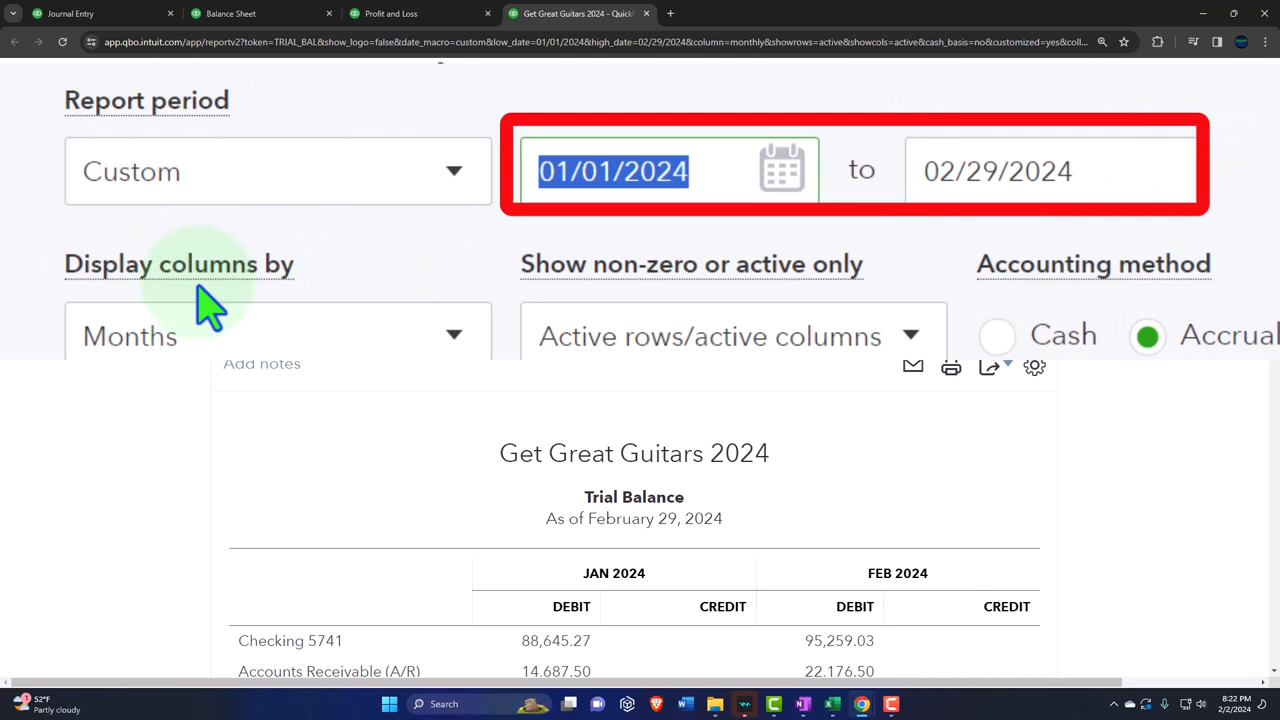 Journal Entry
Balance Sheet
Profit and Loss
Get Great Guitars 2024 - Quick
app.qbo.intuit.com/app/reportv2?token=TRIAL_BAL&show_logo=false&date_macro=custom&low_date=01/01/2024&high_date=02/29/2024&column=monthly&showrows=active&showcols=active&cash_basis=no&customized=yes&coll...
Report period
Custom 01/01/2024 to 02/29/2024
Display columns by Show non-zero or active only Accounting method
Months Active rows/active columns Cash Accrual
Add notes
Get Great Guitars 2024
Trial Balance
As of February 29, 2024
JAN 2024 FEB 2024
DEBIT CREDIT DEBIT CREDIT
Checking 5741 88,645.27 95,259.03
Accounts Receivable (A/R) 14,687.50 22,176.50
1 52°F
Partly cloudy
Search
8:22 PM
2/2/2024